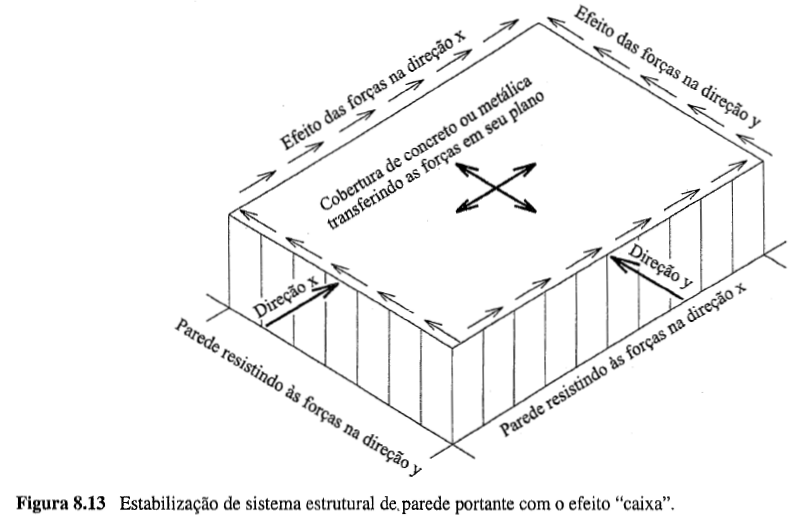 Efeito das forças na direção x
Efeito das forças na direção y
Cobertura de concreto ou metálica
transferindo as forças em seu plano
Direção x
Direção y
Parede resistindo às forças na direção y
Parede resistindo às forças na direção x
Figura 8.13 Estabilização de sistema estrutural de parede portante com o efeito “caixa”.